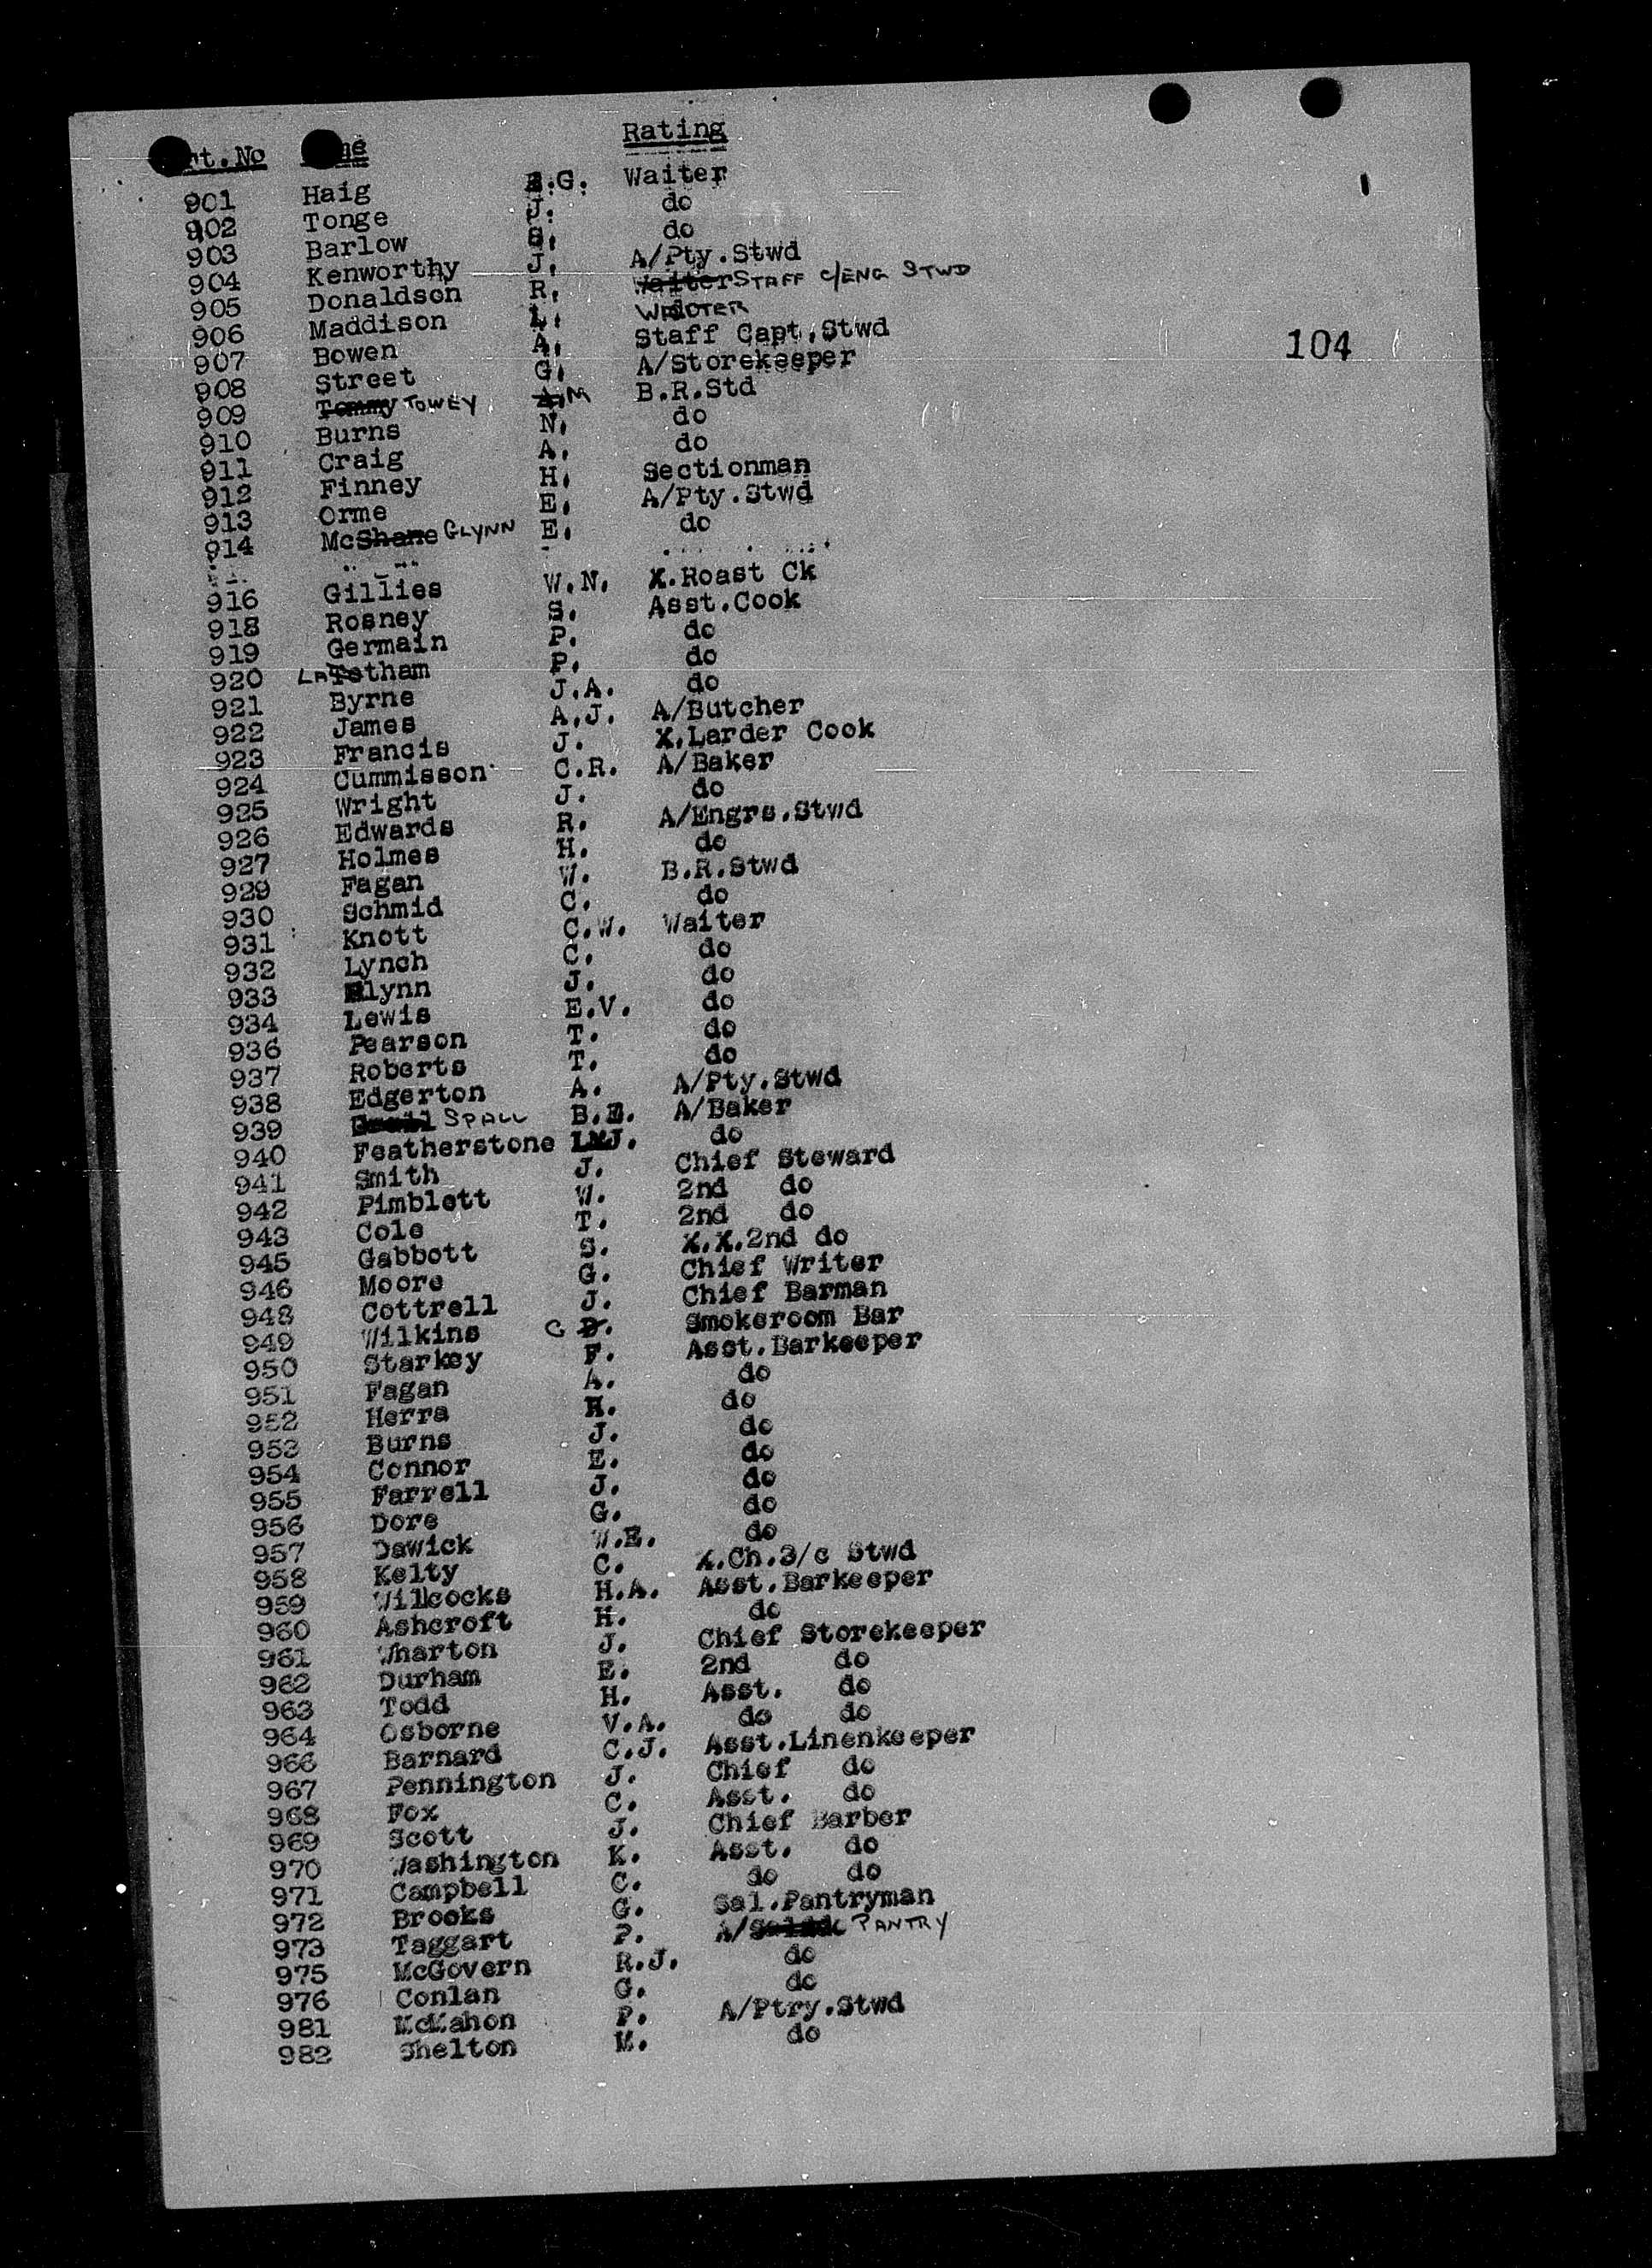 rt.No me Rating
901 Haig .G. Waiter
902 Tonge J. do
903 Barlow S. do
904 Kenworthy J. A/Pty.Stwd
905 Donaldson R. Waiter STAFF C/ENG STWD
906 Maddison L. WAITER
907 Bowen A. Staff Capt.Stwd
908 Street G. A/Storekeeper
909 Tommy TOWEY A. M B.R.Std
910 Burns N. do
911 Craig A. do
912 Finney H. Sectionman
913 Orme E. A/Pty.Stwd
914 McShane GLYNN E. do
916 Gillies W.N. X.Roast Ck
918 Rosney S. Asst.Cook
919 Germain P. do
920 LATetham P. do
921 Byrne J.A. do
922 James A.J. A/Butcher
923 Francis J. X.Larder Cook
924 Cummisson C.R. A/Baker
925 Wright J. do
926 Edwards R. A/Engrs.Stwd
927 Holmes H. do
929 Fagan W. B.R.Stwd
930 Schmid C. do
931 Knott C.W. Waiter
932 Lynch C. do
933 lynn J. do
934 Lewis E.V. do
936 Pearson T. do
937 Roberts T. do
938 Edgerton A. A/Pty.Stwd
939 SPALL B.E. A/Baker
940 Featherstone LMJ. do
941 Smith J. Chief Steward
942 Pimblett W. 2nd do
943 Cole T. 2nd do
945 Gabbott S. X.X.2nd do
946 Moore G. Chief Writer
948 Cottrell J. Chief Barman
949 Wilkins C D. Smokeroom Bar
950 Starkey F. Asst.Barkeeper
951 Fagan A. do
952 Herra H. do
953 Burns J. do
954 Connor E. do
955 Farrell J. do
956 Dore G. do
957 Dawick W.E. do
958 Kelty C. X.Ch.3/c Stwd
959 Willcocks H.A. Asst.Barkeeper
960 Ashcroft H. do
961 Wharton J. Chief Storekeeper
962 Durham E. 2nd do
963 Todd H. Asst. do
964 Osborne V.A. do do
966 Barnard C.J. Asst.Linenkeeper
967 Pennington J. Chief do
968 Fox C. Asst. do
969 Scott J. Chief Barber
970 Washington K. Asst. do
971 Campbell C. do do
972 Brooks G. Sal.Pantryman
973 Taggart P. A/ PANTRY
975 McGovern R.J. do
976 Conlan G. do
981 McMahon P. A/Ptry.Stwd
982 Shelton M. do
104